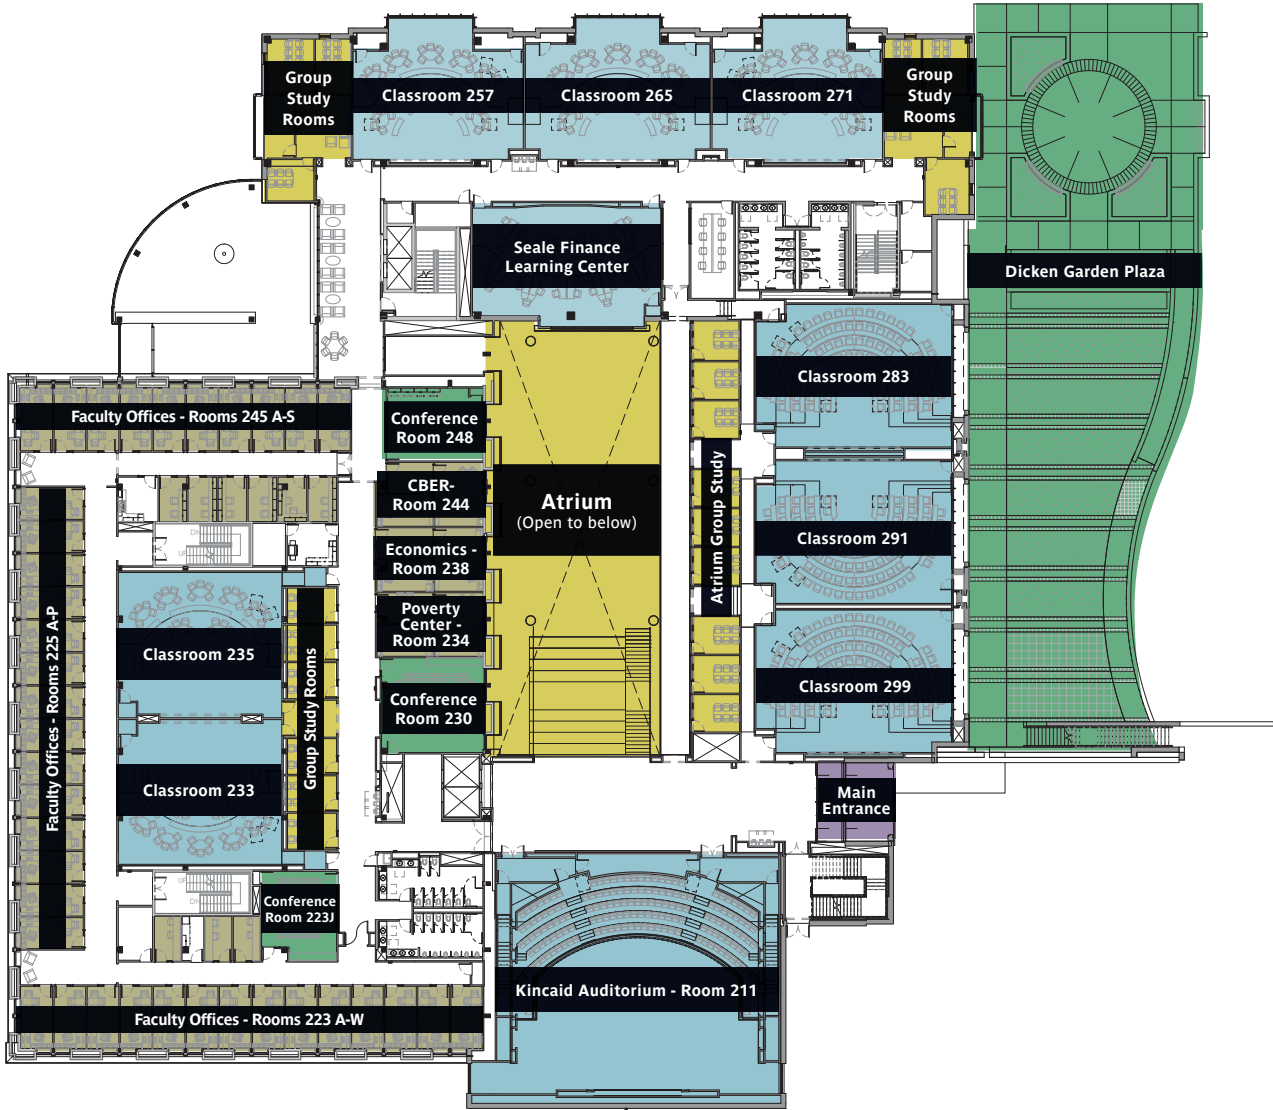 Group
Study
Rooms
Classroom 257
Classroom 265
Classroom 271
Group
Study
Rooms
Seale Finance
Learning Center
Dicken Garden Plaza
Classroom 283
Faculty Offices - Rooms 245 A-S
Conference
Room 248
CBER-
Room 244
Atrium
(Open to below)
Atrium Group Study
Classroom 291
Economics -
Room 238
DN
UP
Poverty
Center -
Room 234
Faculty Offices - Rooms 225 A-P
Classroom 235
Group Study Rooms
Classroom 299
Conference
Room 230
Classroom 233
Main
Entrance
UP
DN
Conference
Room 223J
Kincaid Auditorium - Room 211
Faculty Offices - Rooms 223 A-W